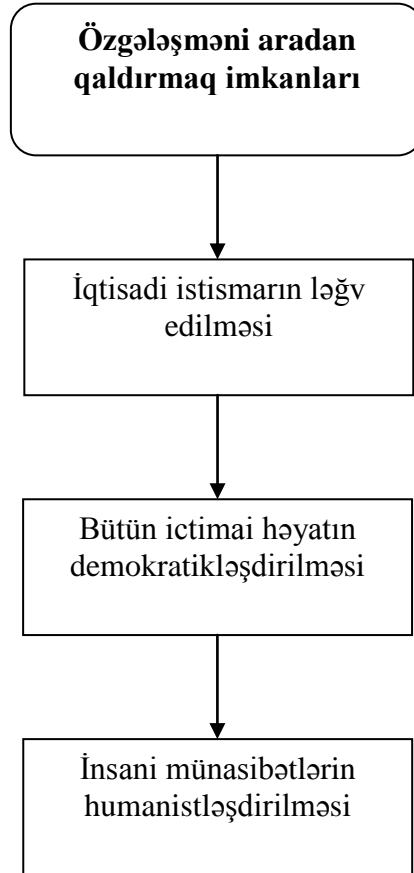 Özgələşməni aradan
qaldırmaq imkanları
İqtisadi istismarın ləğv
edilməsi
Bütün ictimai həyatın
demokratikləşdirilməsi
İnsani münasibətlərin
humanistləşdirilməsi